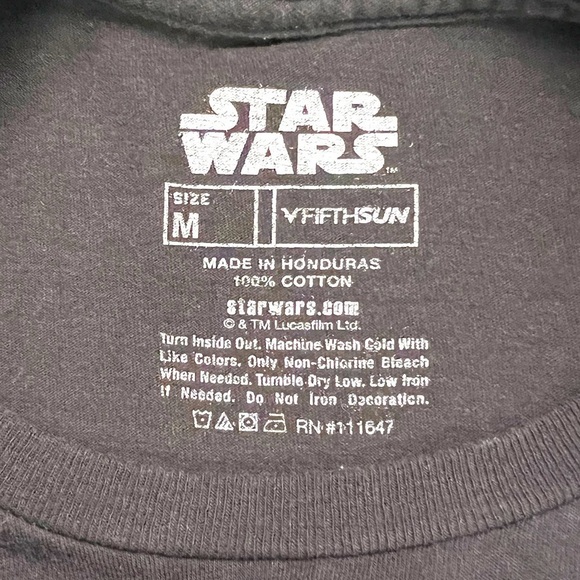 STAR
WARS™
SIZE
M
FIFTHSUN
MADE IN HONDURAS
100% COTTON
starwars.com
© & TM Lucasfilm Ltd.
Turn Inside Out. Machine Wash Cold With
Like Colors. Only Non-Chlorine Bleach
When Needed. Tumble Dry Low. Low Iron
If Needed. Do Not Iron Decoration.
RN #111647